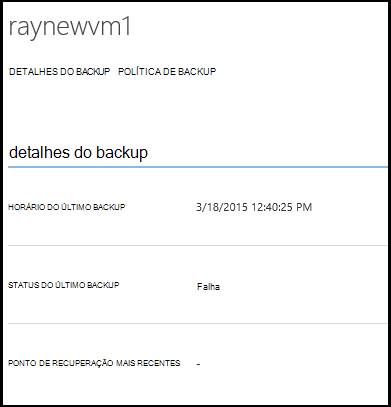 raynewvm1
DETALHES DO BACKUP POLÍTICA DE BACKUP
detalhes do backup
HORÁRIO DO ÚLTIMO BACKUP 3/18/2015 12:40:25 PM
STATUS DO ÚLTIMO BACKUP Falha
PONTO DE RECUPERAÇÃO MAIS RECENTES -